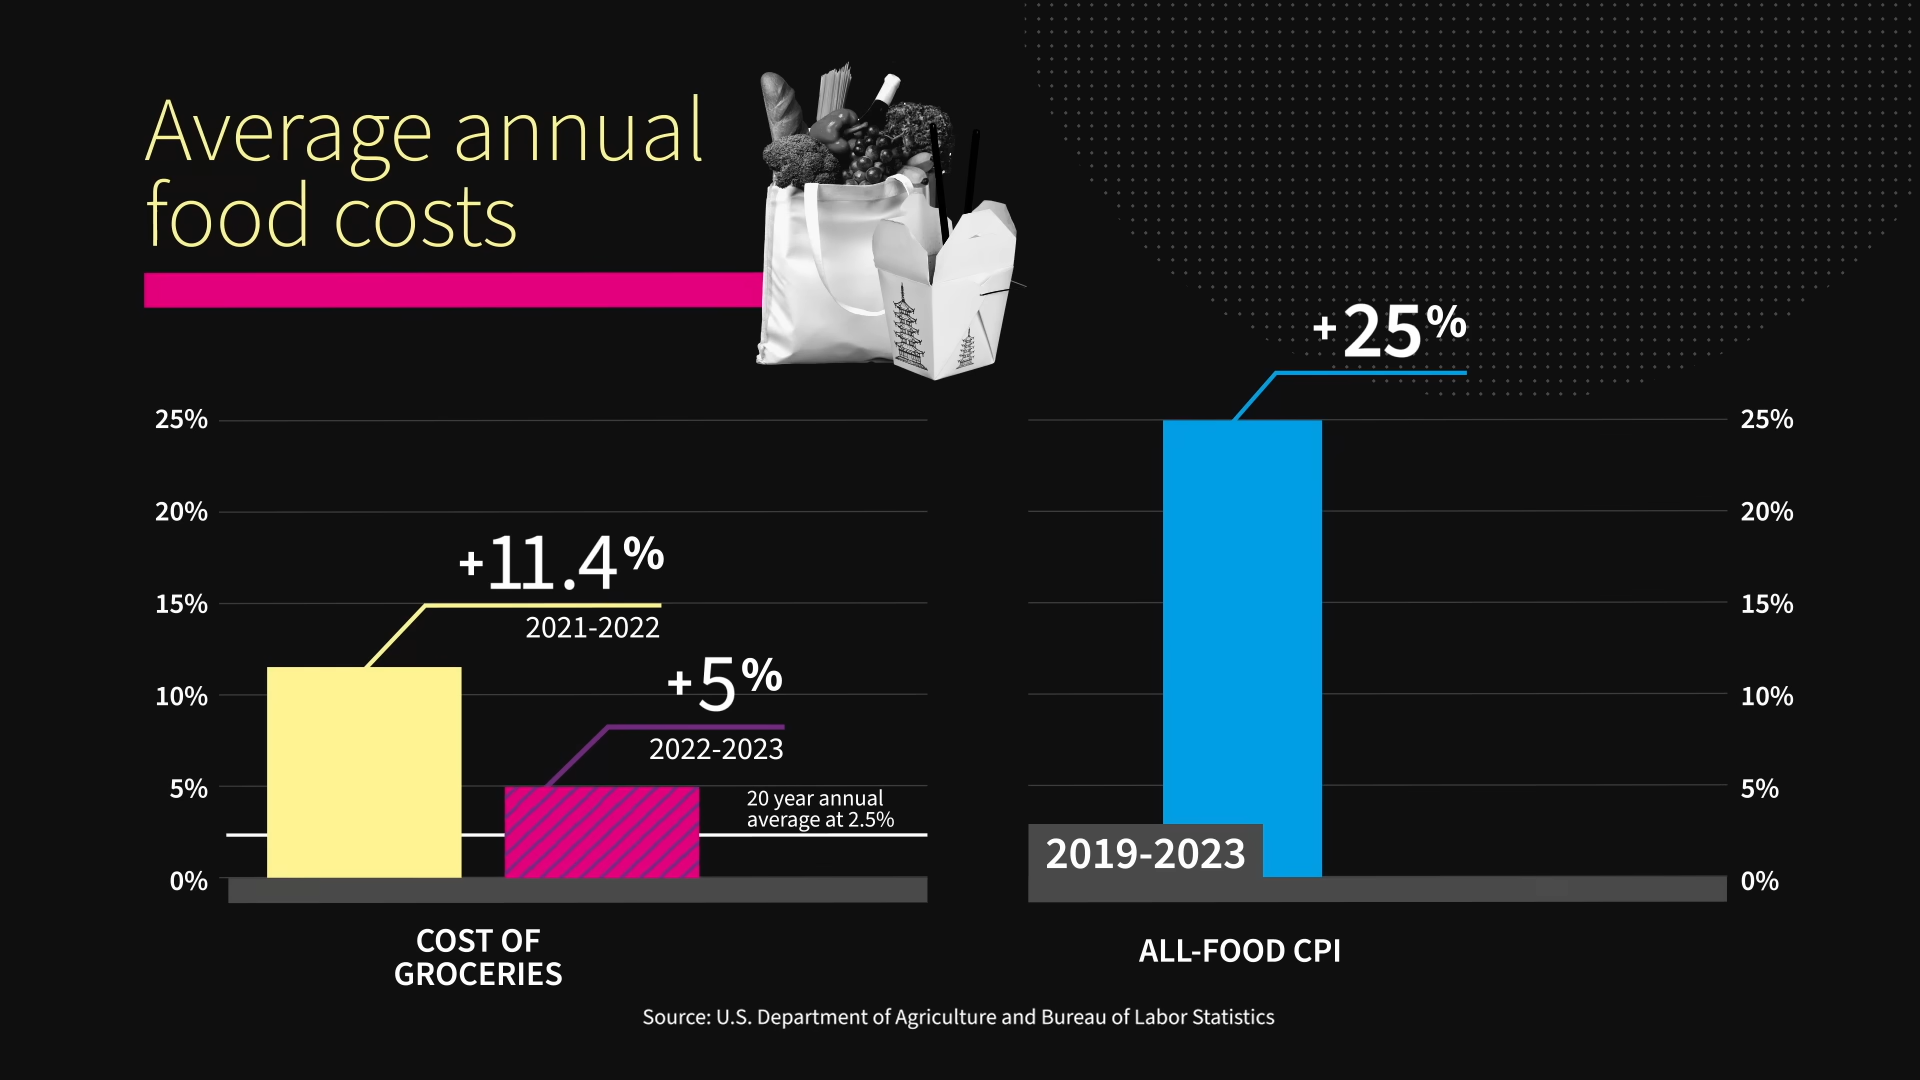 Average annual
food costs
25%
20%
15%
10%
5%
0%
+11.4%
2021-2022
+5%
2022-2023
20 year annual
average at 2.5%
COST OF
GROCERIES
+25%
25%
20%
15%
10%
5%
0%
2019-2023
ALL-FOOD CPI
Source: U.S. Department of Agriculture and Bureau of Labor Statistics